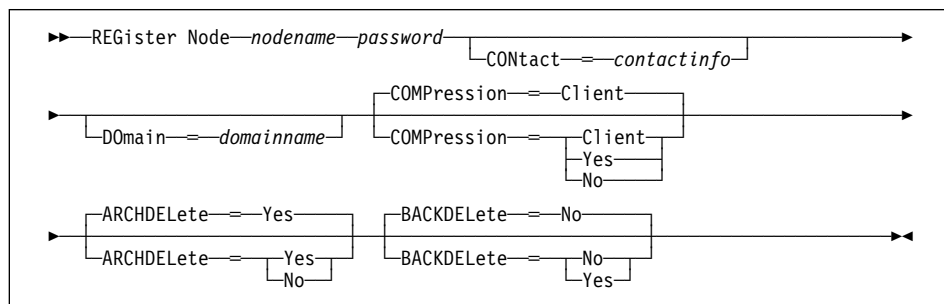 REGister Node nodename password
CONtact = contactinfo
COMPression = Client
DOmain = domainname COMPression = Client
Yes
No
ARCHDELete = Yes BACKDELete = No
ARCHDELete = Yes BACKDELete = No
No Yes